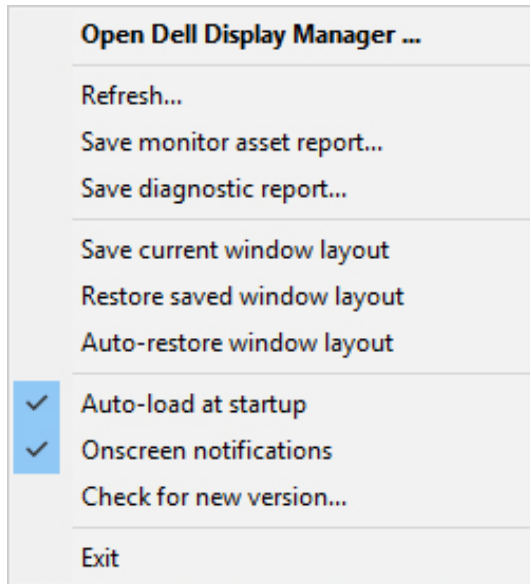 Open Dell Display Manager ...
Refresh...
Save monitor asset report...
Save diagnostic report...
Save current window layout
Restore saved window layout
Auto-restore window layout
Auto-load at startup
Onscreen notifications
Check for new version...
Exit